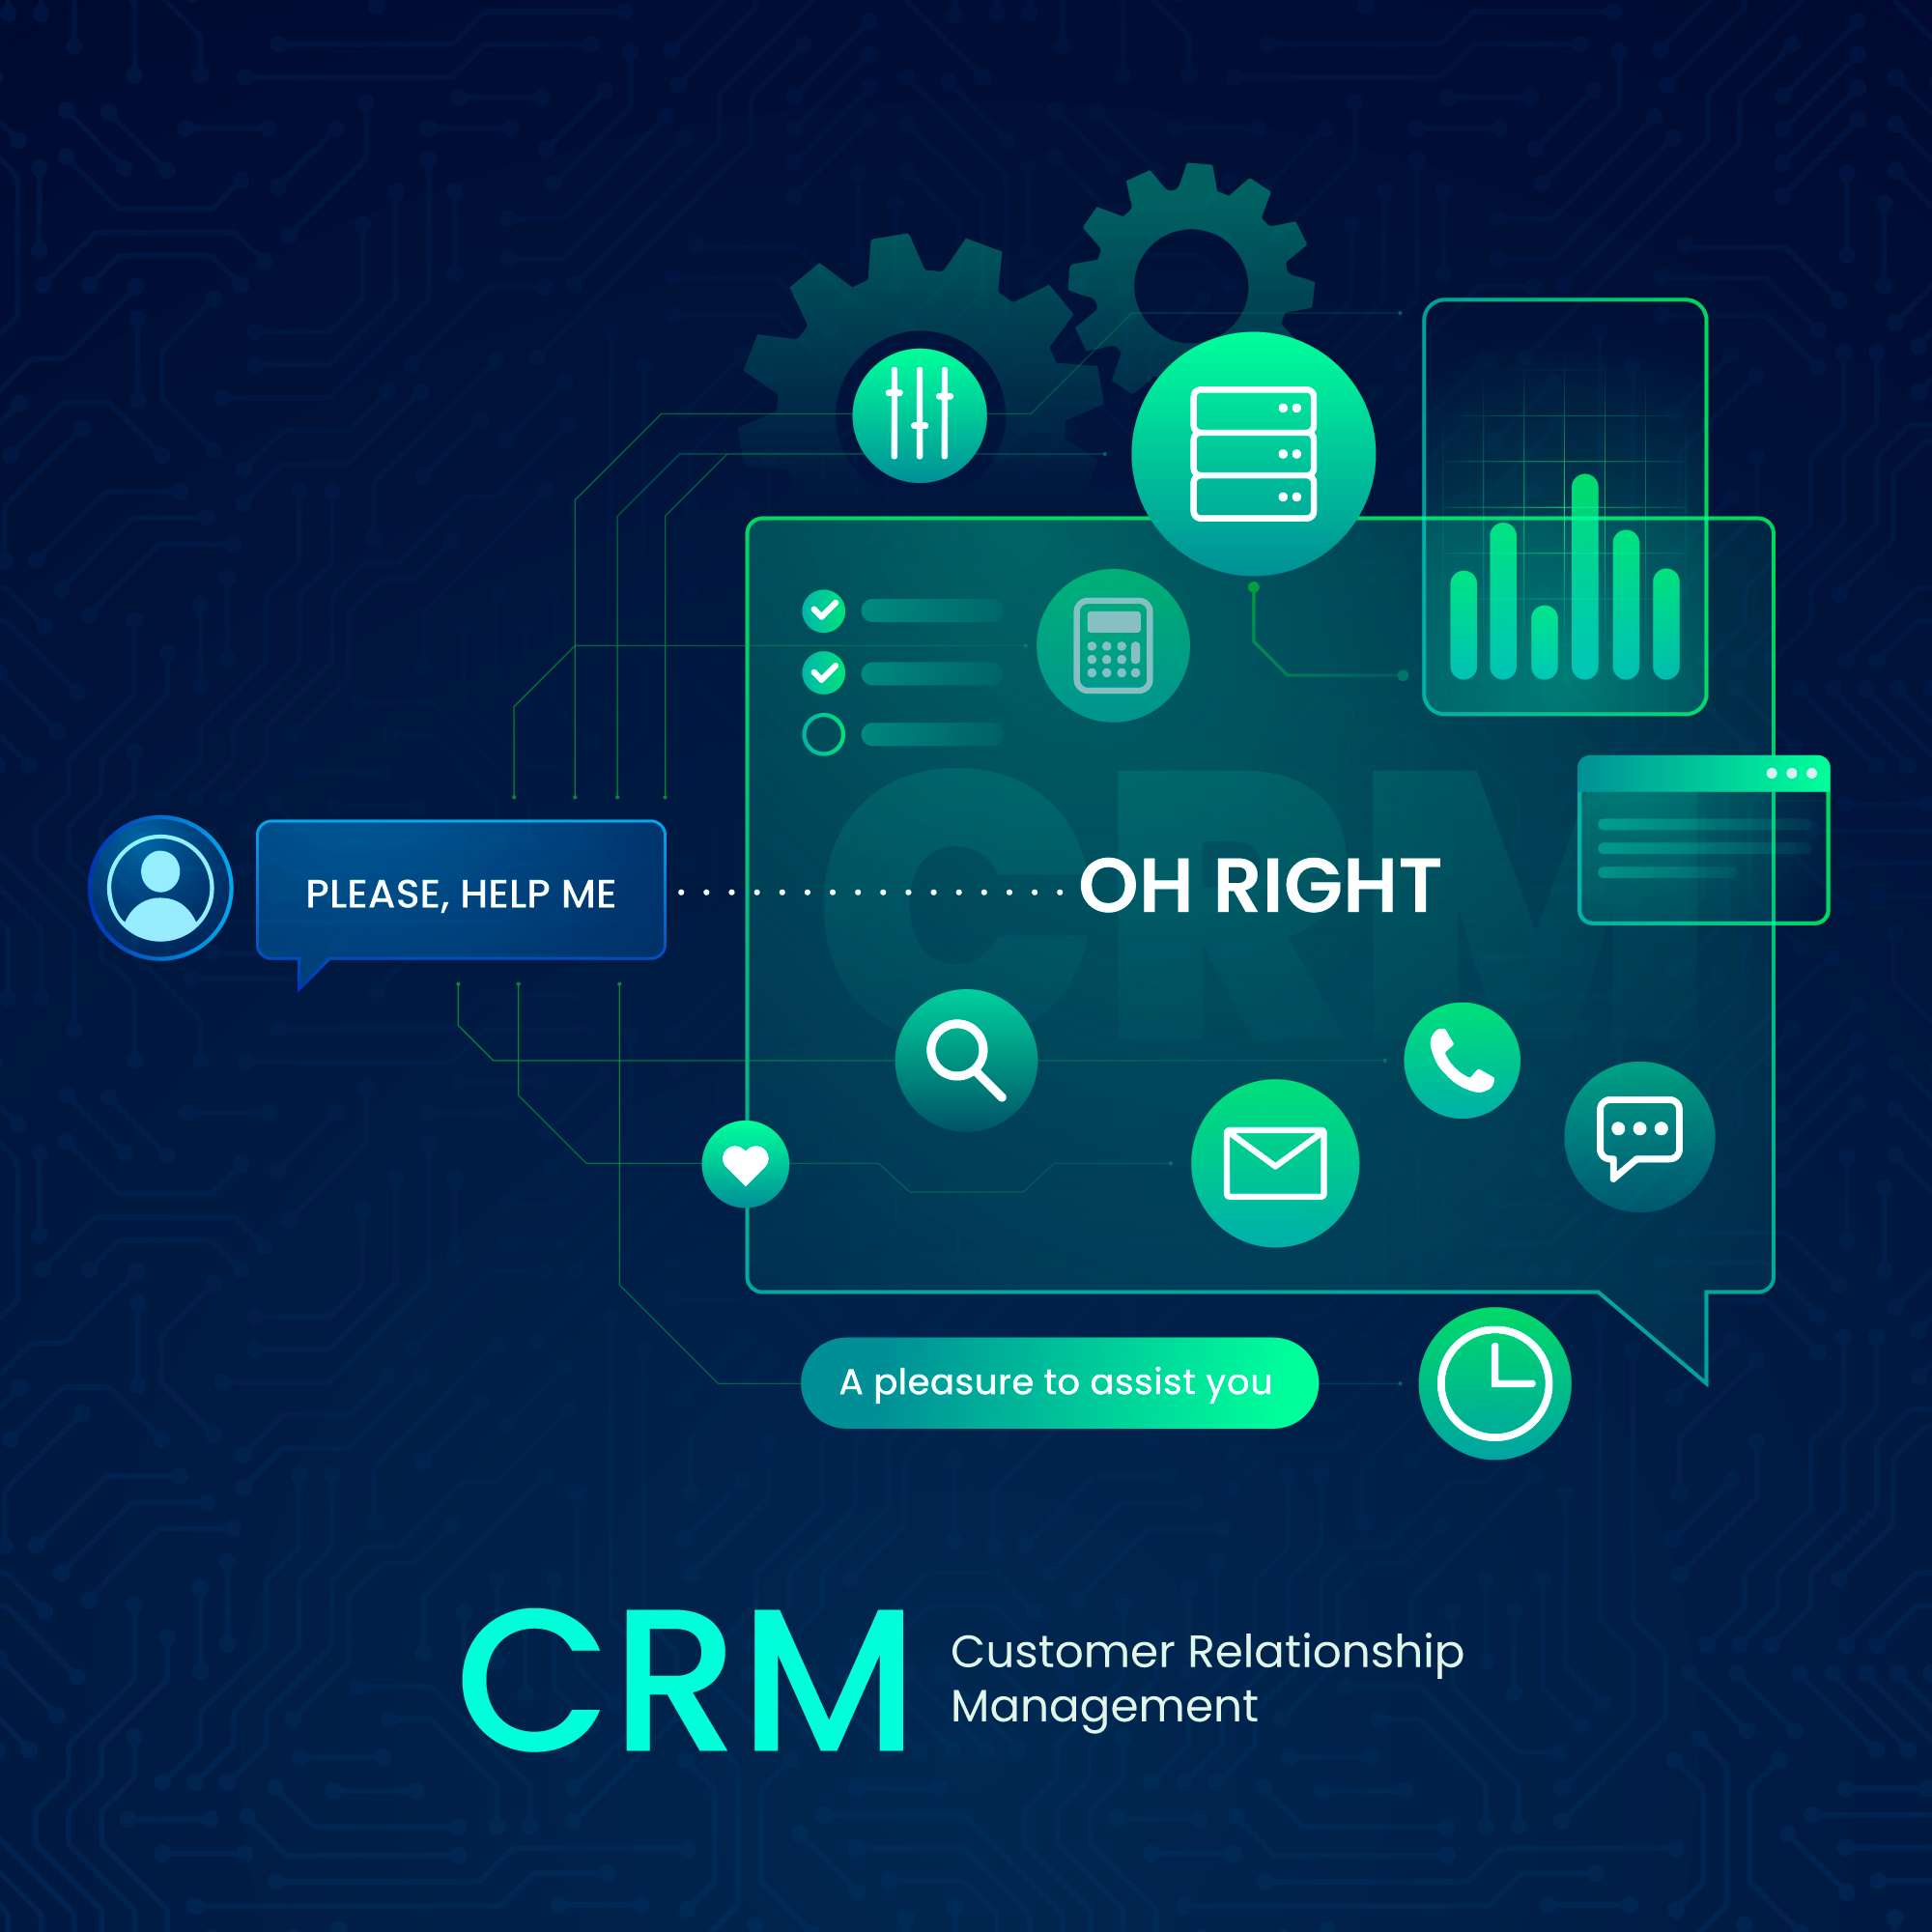 PLEASE, HELP ME
OH RIGHT
CRM
A pleasure to assist you
CRM
Customer Relationship
Management